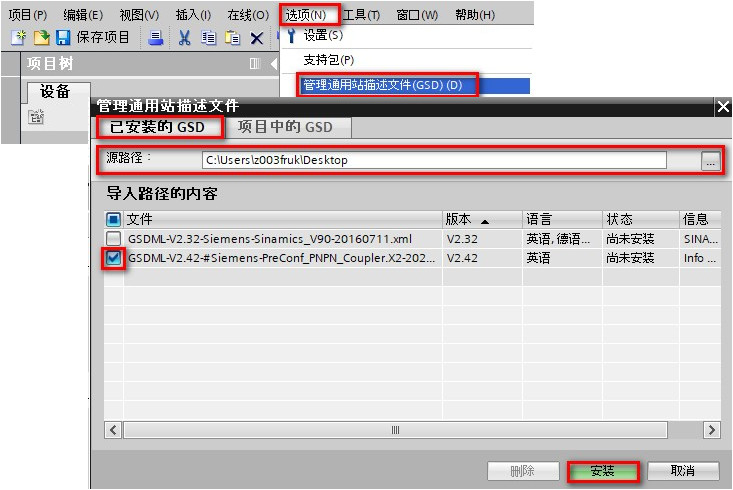 项目(P) 编辑(E) 视图(V) 插入(I) 在线(O) 选项(N) 工具(T) 窗口(W) 帮助(H)
保存项目 设置(S)
项目树 支持包(P)
设备 管理通用站描述文件(GSD) (D)
管理通用站描述文件
已安装的 GSD 项目中的 GSD
源路径： C:\Users\z003fruk\Desktop ...
导入路径的内容
文件 版本 语言 状态 信息
GSDML-V2.32-Siemens-Sinamics_V90-20160711.xml V2.32 英语, 德语... 尚未安装 SINA...
GSDML-V2.42-#Siemens-PreConf_PNPN_Coupler.X2-202... V2.42 英语 尚未安装 Info ...
删除 安装 取消